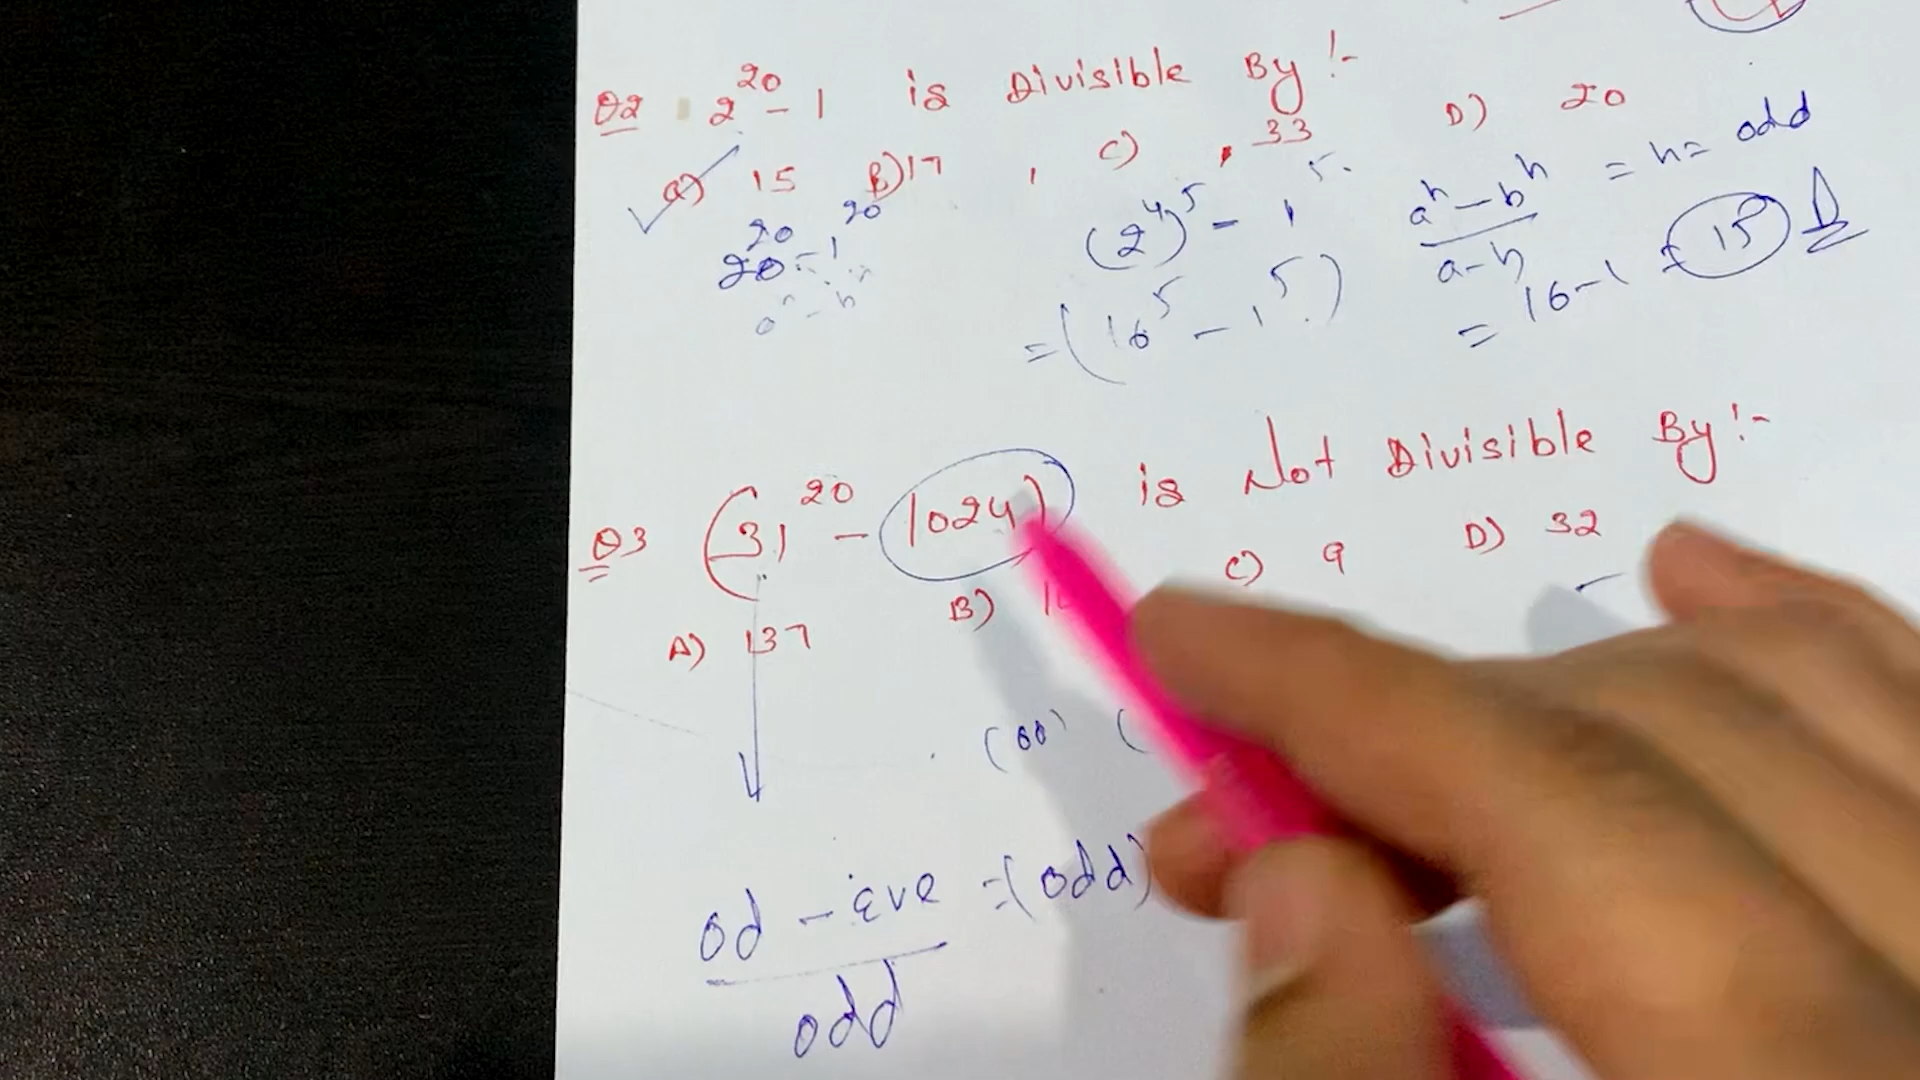 Q2 2^20 - 1 is Divisible By :-
a) 15 B) 17 , C) 33 D) 20
20^20 - 1^20
a^n - b^n
(2^4)^5 - 1^5
= (16^5 - 1^5)
a^n - b^n / a - b = n = odd
= 16 - 1 = 15
Q3 (31^20 - 1024) is Not Divisible By :-
A) 137 B) C) 9 D) 32
od - eve = (odd)
odd